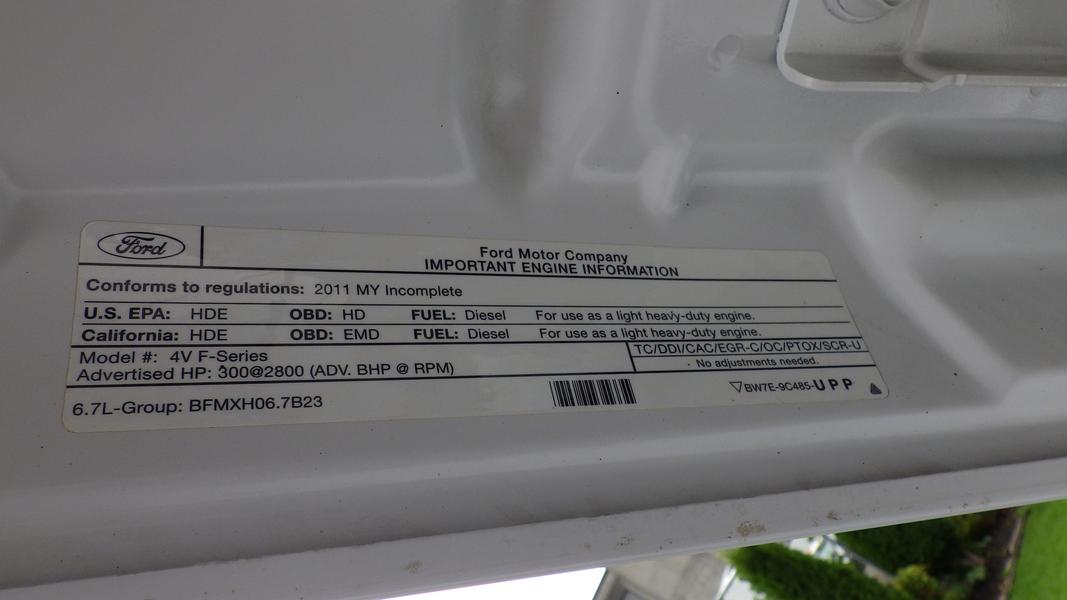 Ford
Ford Motor Company
IMPORTANT ENGINE INFORMATION
Conforms to regulations: 2011 MY Incomplete
U.S. EPA: HDE OBD: HD FUEL: Diesel For use as a light heavy-duty engine.
California: HDE OBD: EMD FUEL: Diesel For use as a light heavy-duty engine.
Model #: 4V F-Series
Advertised HP: 300@2800 (ADV. BHP @ RPM)
TC/DDI/CAC/EGR-C/OC/PTOX/SCR-U
No adjustments needed.
6.7L-Group: BFMXH06.7B23
BW7E-9C485-UPP